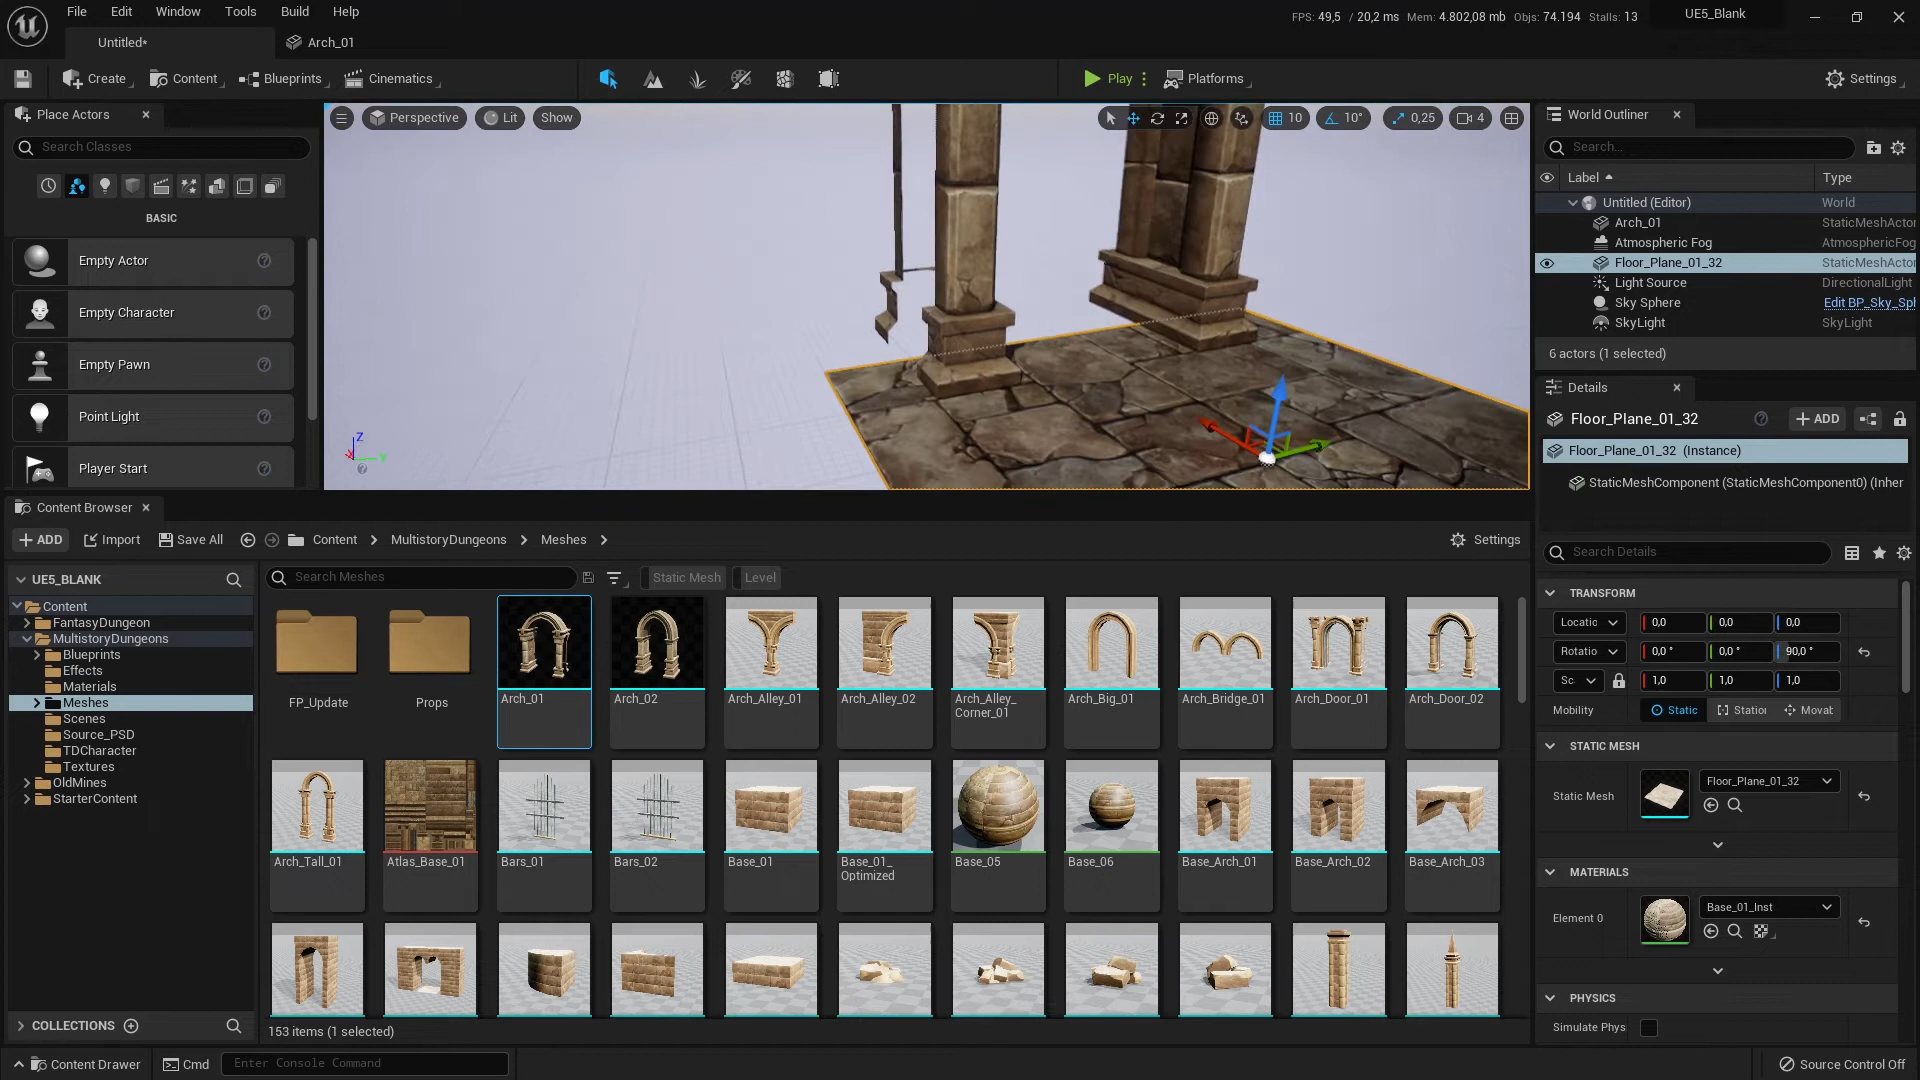 File Edit Window Tools Build Help
FPS: 49,5 / 20,2 ms Mem: 4.802,08 mb Objs: 74.194 Stalls: 13
UE5_Blank
Untitled*
Arch_01
Create
Content
Blueprints
Cinematics
Play
Platforms
Settings
Place Actors
Search Classes
BASIC
Empty Actor
Empty Character
Empty Pawn
Point Light
Player Start
Perspective
Lit
Show
10
10°
0,25
4
Z
X
Y
World Outliner
Search...
Label
Type
Untitled (Editor) World
Arch_01 StaticMeshActor
Atmospheric Fog AtmosphericFog
Floor_Plane_01_32 StaticMeshActor
Light Source DirectionalLight
Sky Sphere Edit BP_Sky_Sph
SkyLight SkyLight
6 actors (1 selected)
Details
Floor_Plane_01_32
ADD
Floor_Plane_01_32 (Instance)
StaticMeshComponent (StaticMeshComponent0) (Inher
Search Details
TRANSFORM
Locatic 0,0 0,0 0,0
Rotatio 0,0 ° 0,0 ° 90,0 °
Sc 1,0 1,0 1,0
Mobility Static Station Movab
STATIC MESH
Static Mesh
Floor_Plane_01_32
MATERIALS
Element 0
Base_01_Inst
PHYSICS
Simulate Phys
Content Browser
ADD
Import
Save All
Content
MultistoryDungeons
Meshes
Settings
UE5_BLANK
Content
FantasyDungeon
MultistoryDungeons
Blueprints
Effects
Materials
Meshes
Scenes
Source_PSD
TDCharacter
Textures
OldMines
StarterContent
COLLECTIONS
Search Meshes
Static Mesh
Level
FP_Update
Props
Arch_01
Arch_02
Arch_Alley_01
Arch_Alley_02
Arch_Alley_
Corner_01
Arch_Big_01
Arch_Bridge_01
Arch_Door_01
Arch_Door_02
Arch_Tall_01
Atlas_Base_01
Bars_01
Bars_02
Base_01
Base_01_
Optimized
Base_05
Base_06
Base_Arch_01
Base_Arch_02
Base_Arch_03
153 items (1 selected)
Content Drawer
Cmd
Enter Console Command
Source Control Off